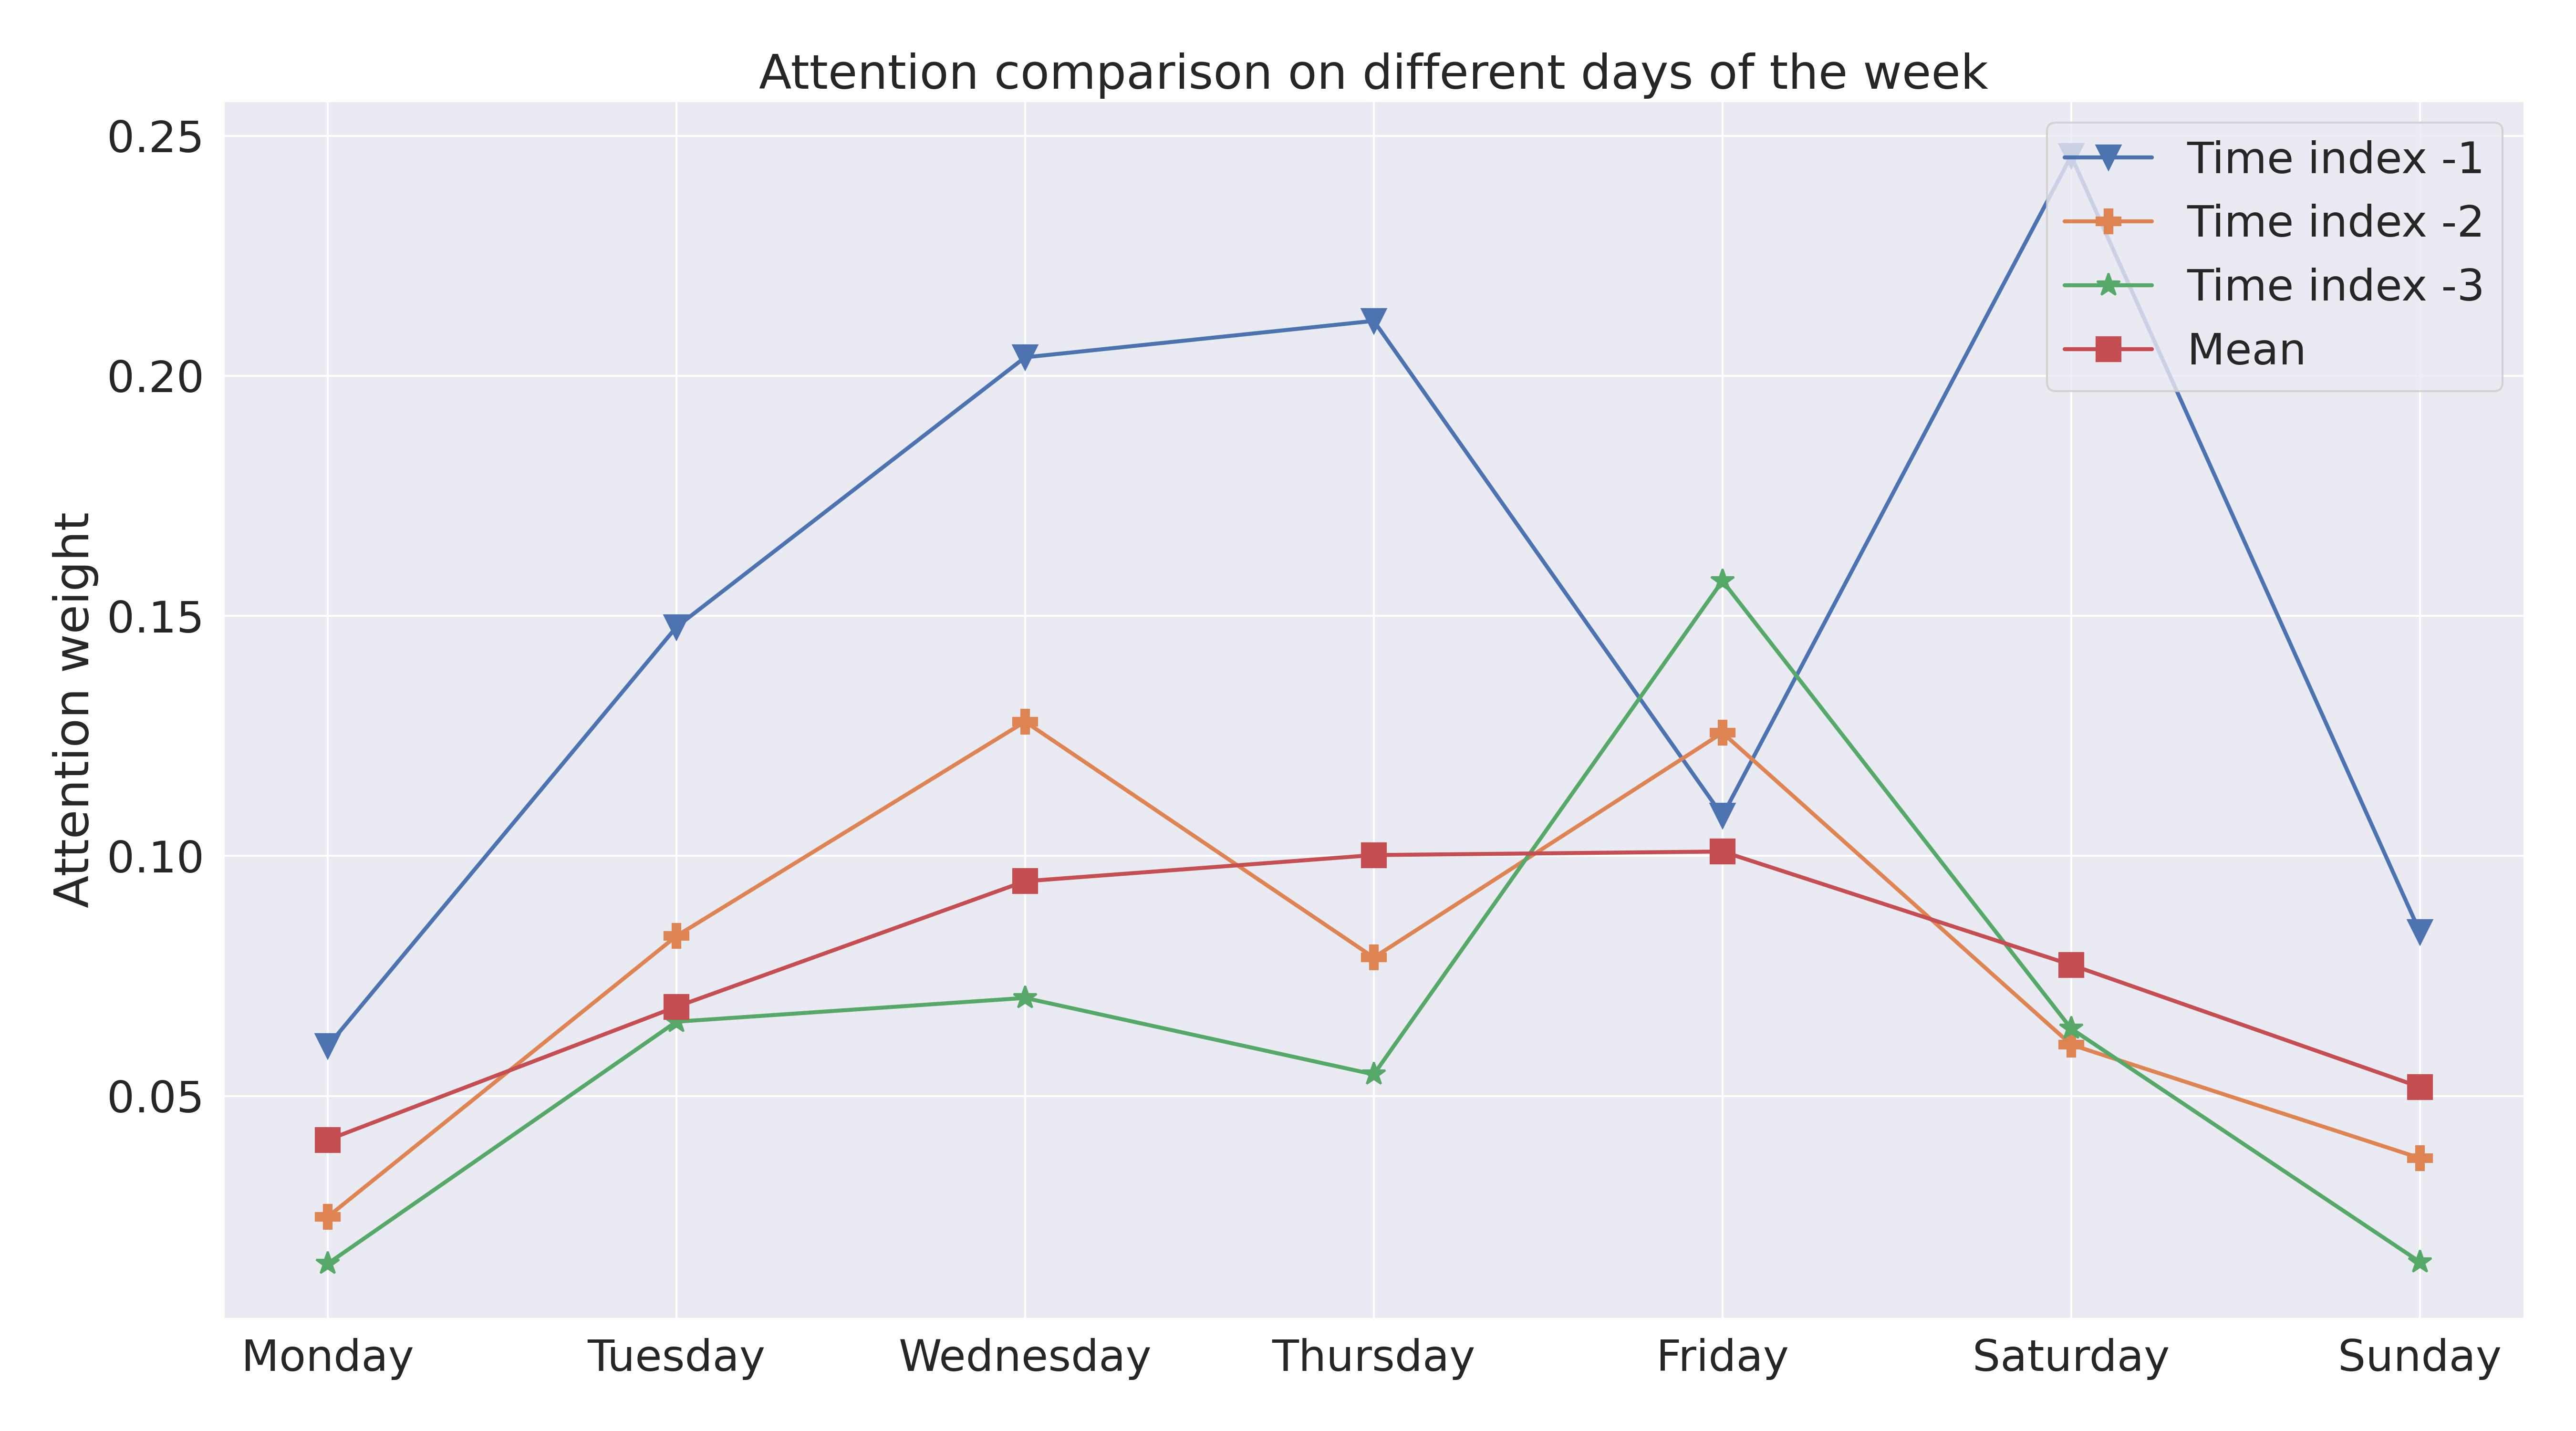 Attention comparison on different days of the week
Attention weight
0.25
0.20
0.15
0.10
0.05
Time index -1
Time index -2
Time index -3
Mean
Monday Tuesday Wednesday Thursday Friday Saturday Sunday